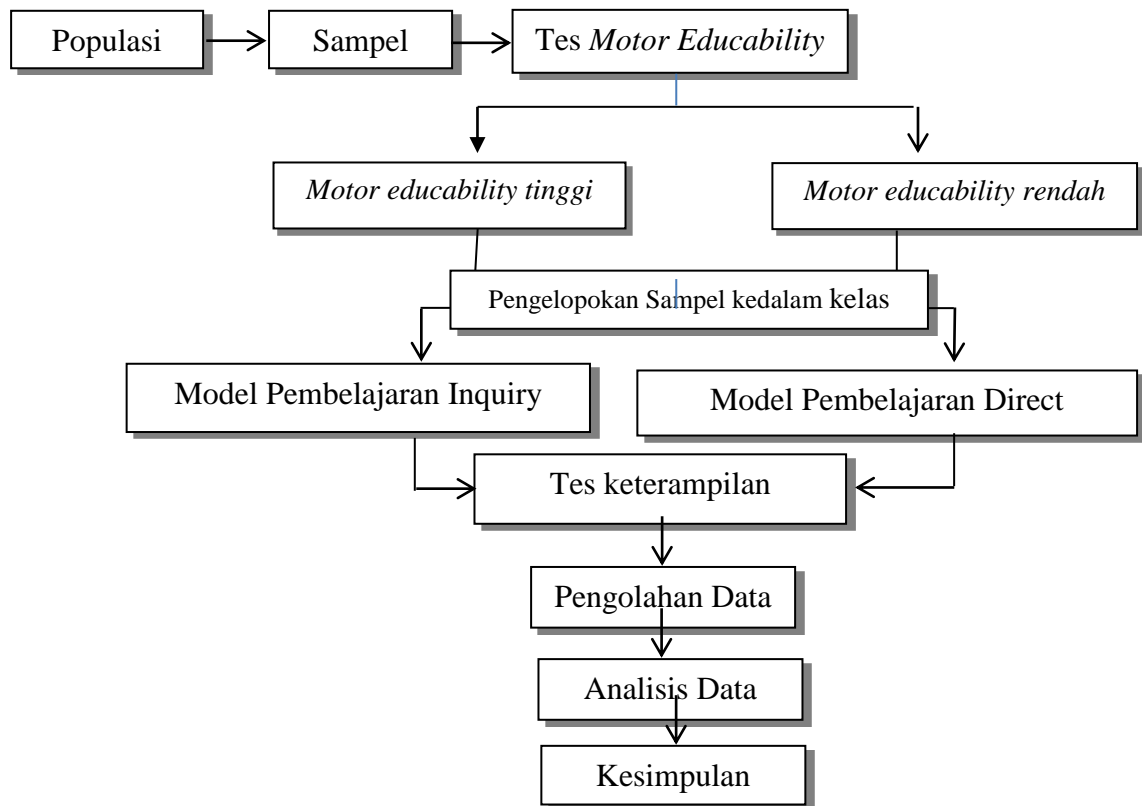 Populasi
Sampel
Tes Motor Educability
Motor educability tinggi
Motor educability rendah
Pengelopokan Sampel kedalam kelas
Model Pembelajaran Inquiry
Model Pembelajaran Direct
Tes keterampilan
Pengolahan Data
Analisis Data
Kesimpulan